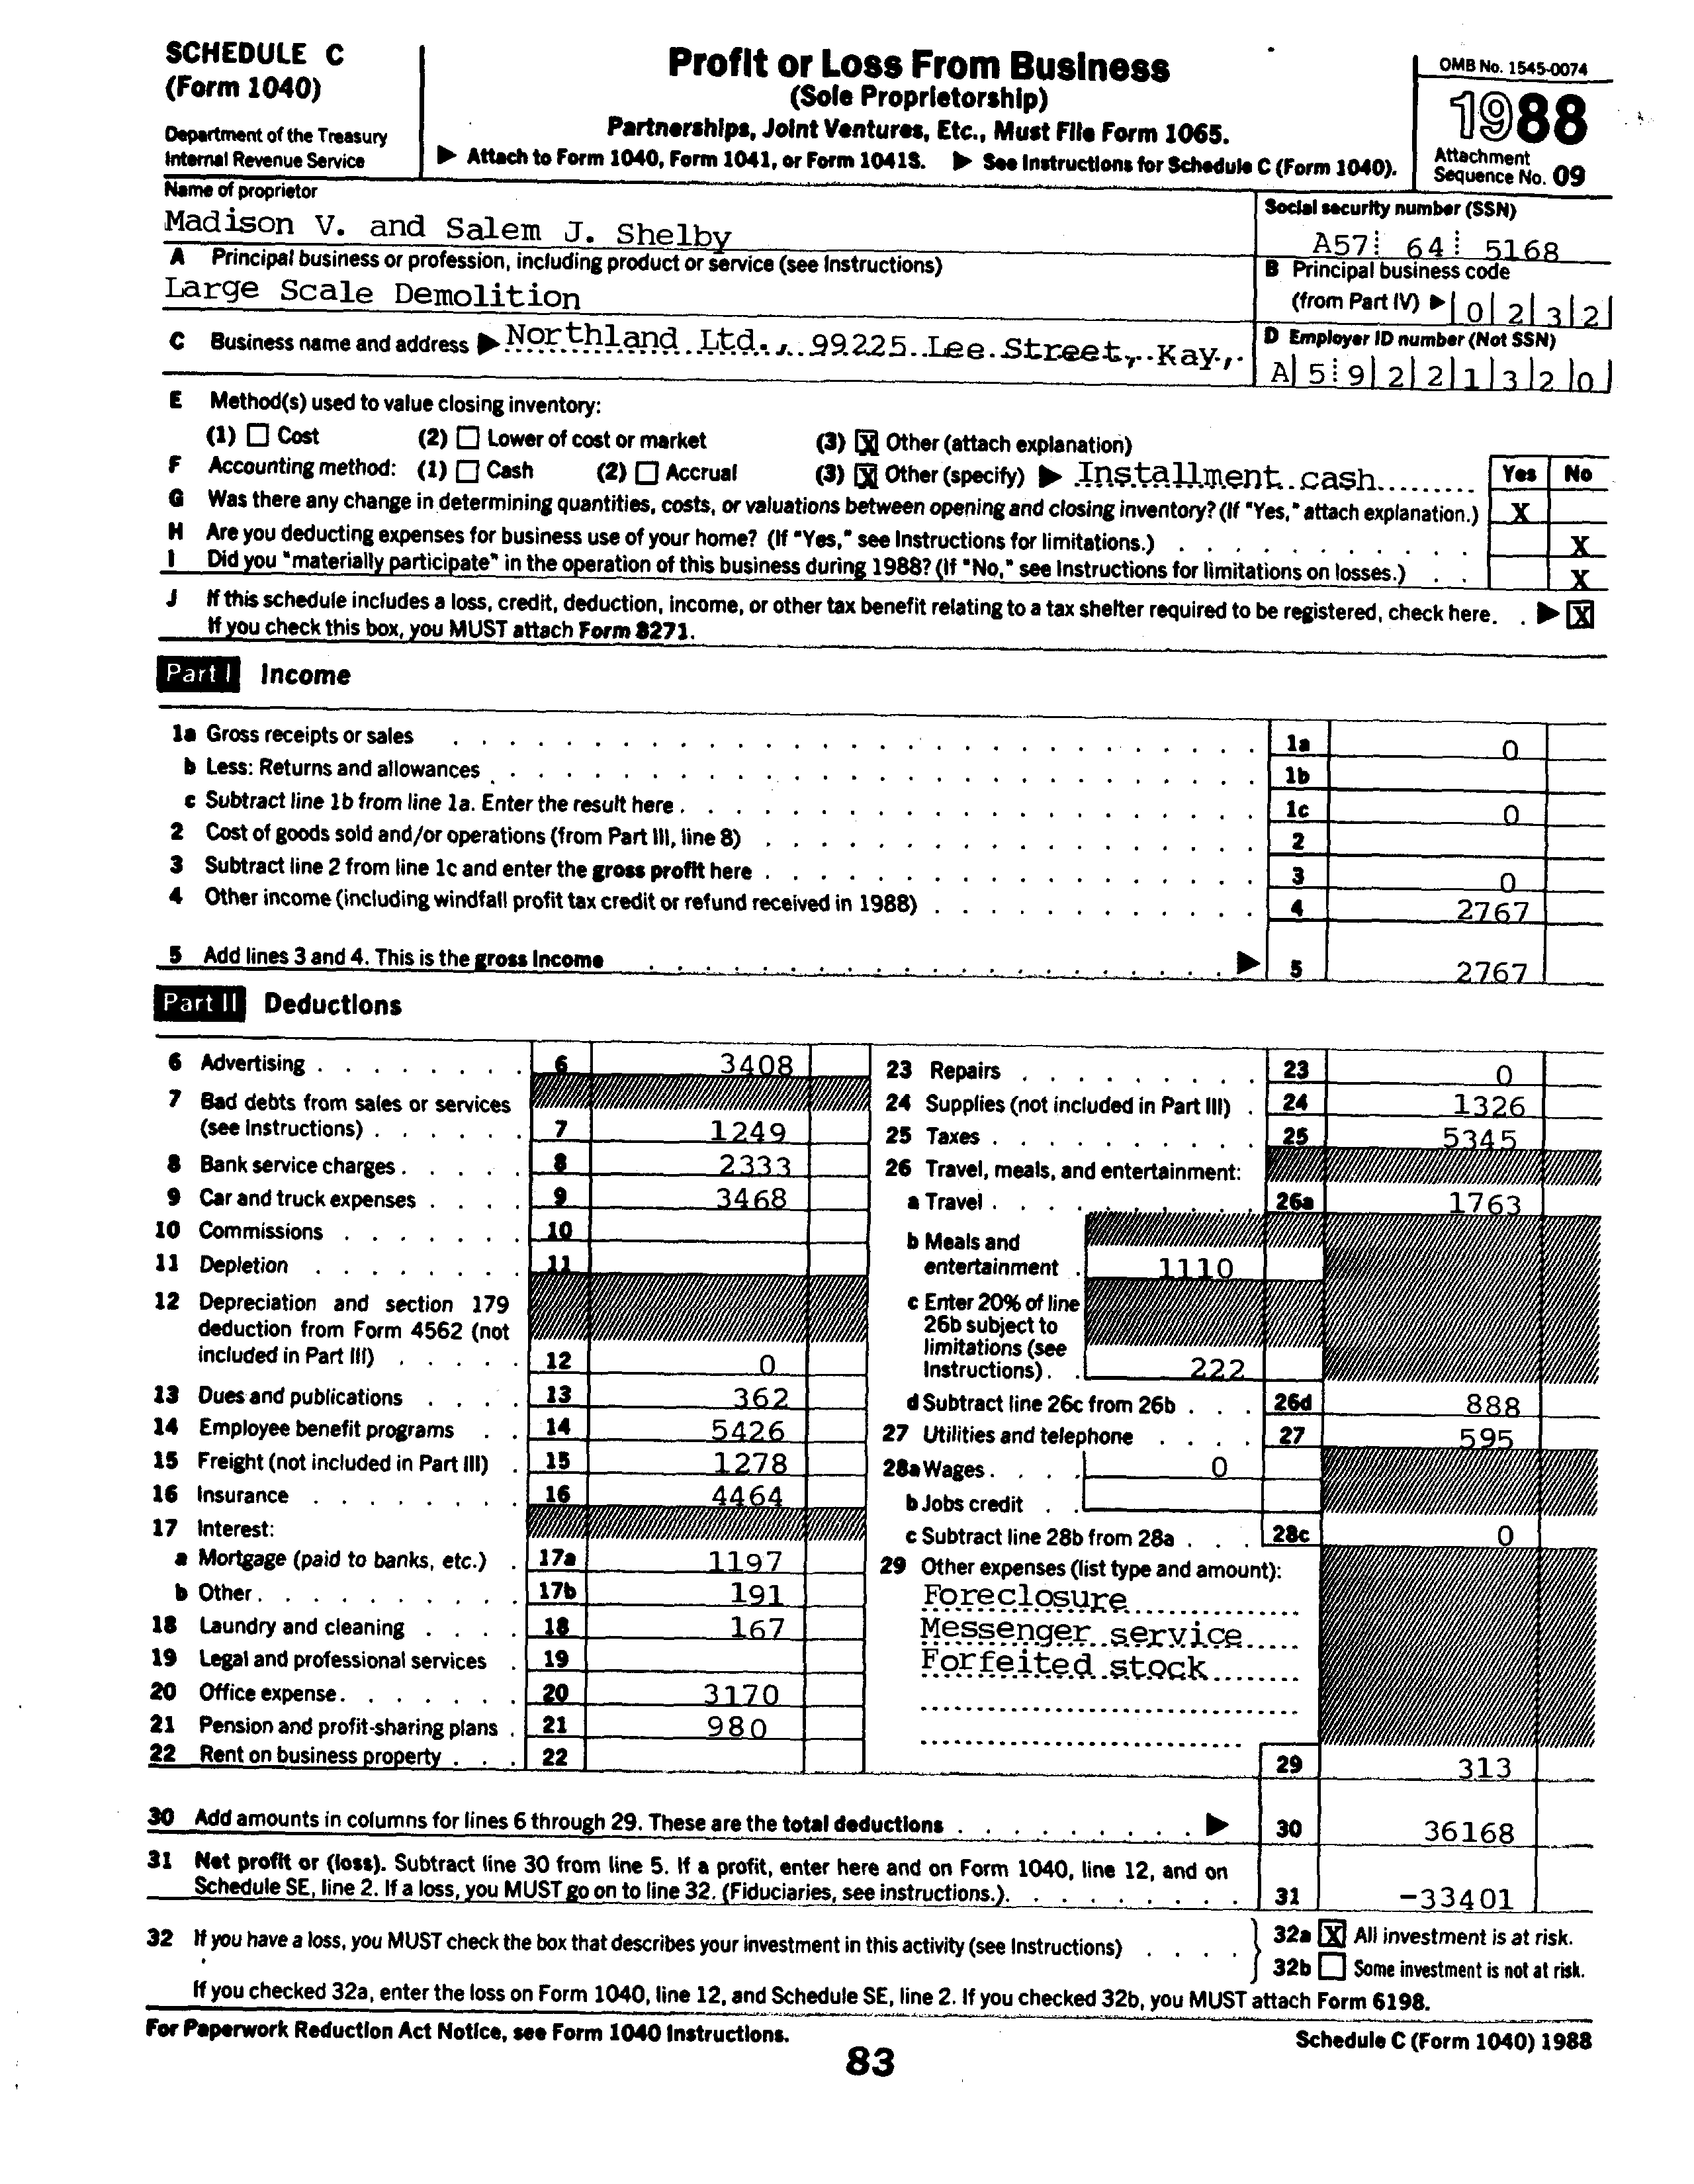 SCHEDULE C
(Form 1040)
Department of the Treasury
Internal Revenue Service
Profit or Loss From Business
(Sole Proprietorship)
Partnerships, Joint Ventures, Etc., Must File Form 1065.
▶ Attach to Form 1040, Form 1041, or Form 1041S. ▶ See Instructions for Schedule C (Form 1040).
OMB No. 1545-0074
1988
Attachment
Sequence No. 09
Name of proprietor
Madison V. and Salem J. Shelby
Social security number (SSN)
A57 64 5168
A Principal business or profession, including product or service (see Instructions)
Large Scale Demolition
B Principal business code
(from Part IV) ▶ 0 2 3 2
C Business name and address ▶ Northland Ltd., 99225 Lee Street, Kay,
D Employer ID number (Not SSN)
A 5 9 2 2 1 3 2 0
E Method(s) used to value closing inventory:
(1) ☐ Cost (2) ☐ Lower of cost or market (3) ☒ Other (attach explanation)
F Accounting method: (1) ☐ Cash (2) ☐ Accrual (3) ☒ Other (specify) ▶ Installment cash
Yes No
G Was there any change in determining quantities, costs, or valuations between opening and closing inventory? (If "Yes," attach explanation.) X
H Are you deducting expenses for business use of your home? (If "Yes," see Instructions for limitations.) X
I Did you "materially participate" in the operation of this business during 1988? (If "No," see Instructions for limitations on losses.) X
J If this schedule includes a loss, credit, deduction, income, or other tax benefit relating to a tax shelter required to be registered, check here. ▶ ☒
If you check this box, you MUST attach Form 8271.
Part I Income
1a Gross receipts or sales 1a 0
b Less: Returns and allowances 1b
c Subtract line 1b from line 1a. Enter the result here 1c 0
2 Cost of goods sold and/or operations (from Part III, line 8) 2
3 Subtract line 2 from line 1c and enter the gross profit here 3 0
4 Other income (including windfall profit tax credit or refund received in 1988) 4 2767
5 Add lines 3 and 4. This is the gross income ▶ 5 2767
Part II Deductions
6 Advertising 6 3408
7 Bad debts from sales or services
(see Instructions) 7 1249
8 Bank service charges 8 2333
9 Car and truck expenses 9 3468
10 Commissions 10
11 Depletion 11
12 Depreciation and section 179
deduction from Form 4562 (not
included in Part III) 12 0
13 Dues and publications 13 362
14 Employee benefit programs 14 5426
15 Freight (not included in Part III) 15 1278
16 Insurance 16 4464
17 Interest:
a Mortgage (paid to banks, etc.) 17a 1197
b Other 17b 191
18 Laundry and cleaning 18 167
19 Legal and professional services 19
20 Office expense 20 3170
21 Pension and profit-sharing plans 21 980
22 Rent on business property 22
23 Repairs 23 0
24 Supplies (not included in Part III) 24 1326
25 Taxes 25 5345
26 Travel, meals, and entertainment:
a Travel 26a 1763
b Meals and
entertainment 1110
c Enter 20% of line
26b subject to
limitations (see
Instructions) 222
d Subtract line 26c from 26b 26d 888
27 Utilities and telephone 27 595
28a Wages 0
b Jobs credit
c Subtract line 28b from 28a 28c 0
29 Other expenses (list type and amount):
Foreclosure
Messenger service
Forfeited stock
29 313
30 Add amounts in columns for lines 6 through 29. These are the total deductions ▶ 30 36168
31 Net profit or (loss). Subtract line 30 from line 5. If a profit, enter here and on Form 1040, line 12, and on
Schedule SE, line 2. If a loss, you MUST go on to line 32. (Fiduciaries, see instructions.) 31 -33401
32 If you have a loss, you MUST check the box that describes your investment in this activity (see Instructions)
32a ☒ All investment is at risk.
32b ☐ Some investment is not at risk.
If you checked 32a, enter the loss on Form 1040, line 12, and Schedule SE, line 2. If you checked 32b, you MUST attach Form 6198.
For Paperwork Reduction Act Notice, see Form 1040 Instructions.
Schedule C (Form 1040) 1988
83